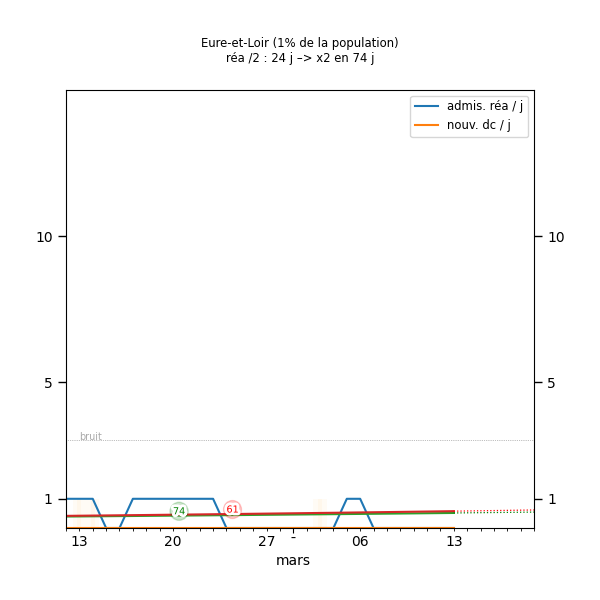 Eure-et-Loir (1% de la population)
réa /2 : 24 j –> x2 en 74 j
admis. réa / j
nouv. dc / j
10 10
5 5
bruit
1 1
74 61
13 20 27 - 06 13
mars